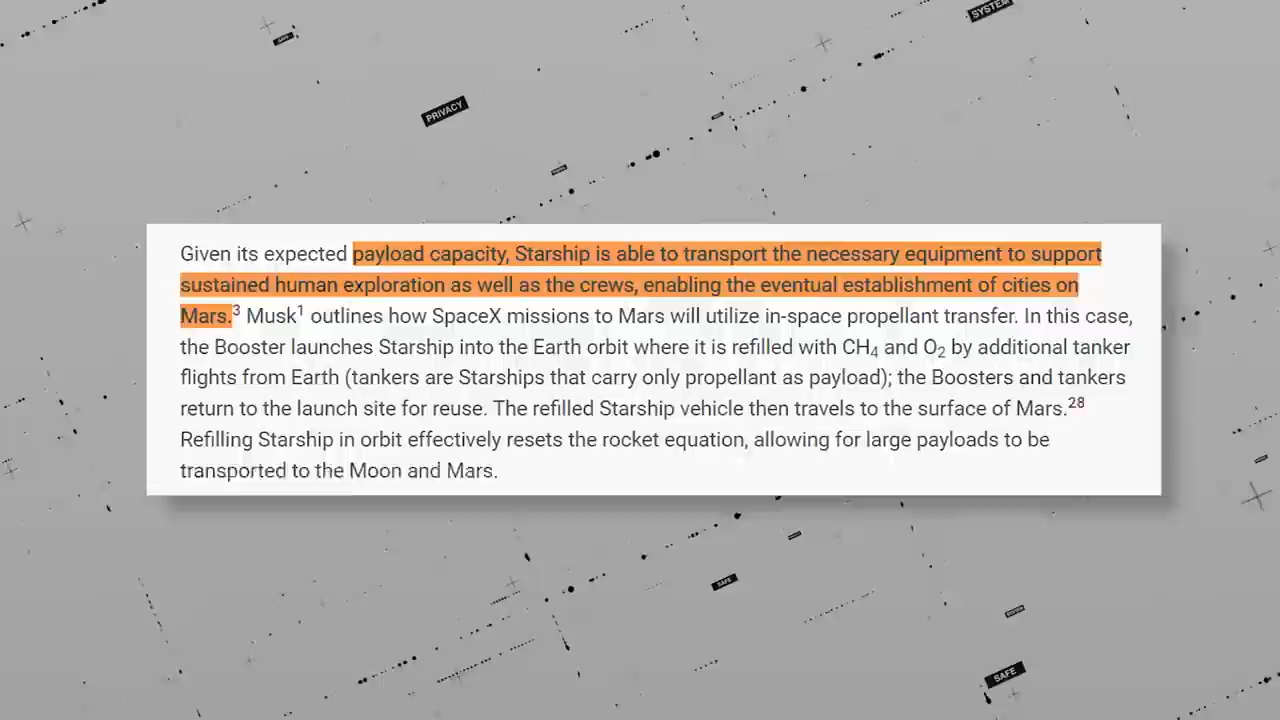 SYSTEM
SAFE
PRIVACY
Given its expected payload capacity, Starship is able to transport the necessary equipment to support
sustained human exploration as well as the crews, enabling the eventual establishment of cities on
Mars.³ Musk¹ outlines how SpaceX missions to Mars will utilize in-space propellant transfer. In this case,
the Booster launches Starship into the Earth orbit where it is refilled with CH₄ and O₂ by additional tanker
flights from Earth (tankers are Starships that carry only propellant as payload); the Boosters and tankers
return to the launch site for reuse. The refilled Starship vehicle then travels to the surface of Mars.²⁸
Refilling Starship in orbit effectively resets the rocket equation, allowing for large payloads to be
transported to the Moon and Mars.
SAFE
SYSTEM
SAFE